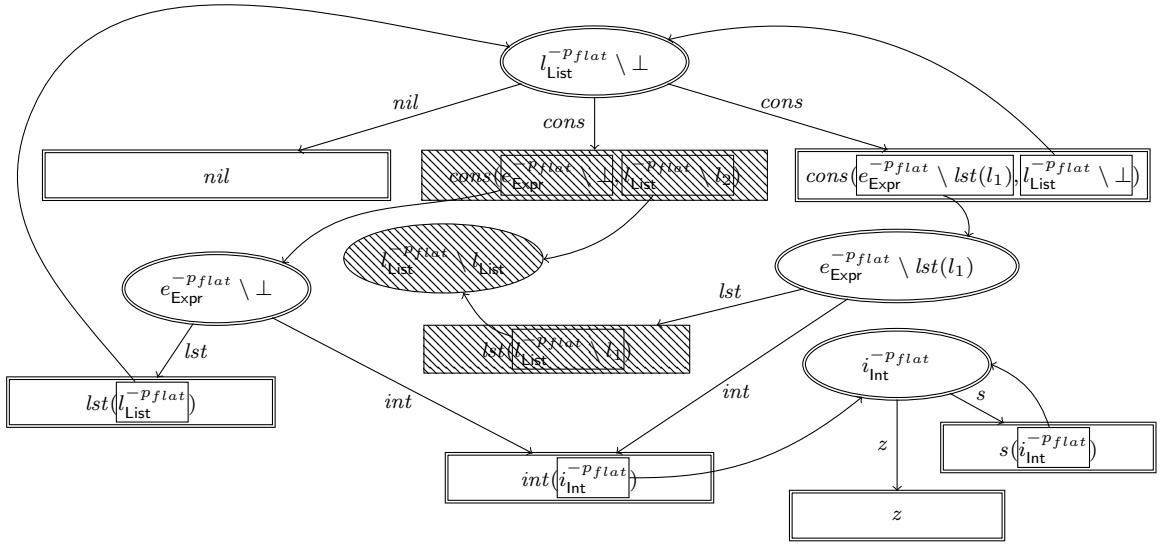 l_List^{-p_flat} \ ⊥
nil
cons
cons
nil
cons(e_Expr^{-p_flat} \ ⊥, l_List^{-p_flat} \ l_2)
cons(e_Expr^{-p_flat} \ lst(l_1), l_List^{-p_flat} \ ⊥)
e_Expr^{-p_flat} \ ⊥
l_List^{-p_flat} \ l_List
e_Expr^{-p_flat} \ lst(l_1)
lst
lst
lst(l_List^{-p_flat} \ l_1)
i_Int^{-p_flat}
lst(l_List^{-p_flat})
int
int
s
z
s(i_Int^{-p_flat})
int(i_Int^{-p_flat})
z